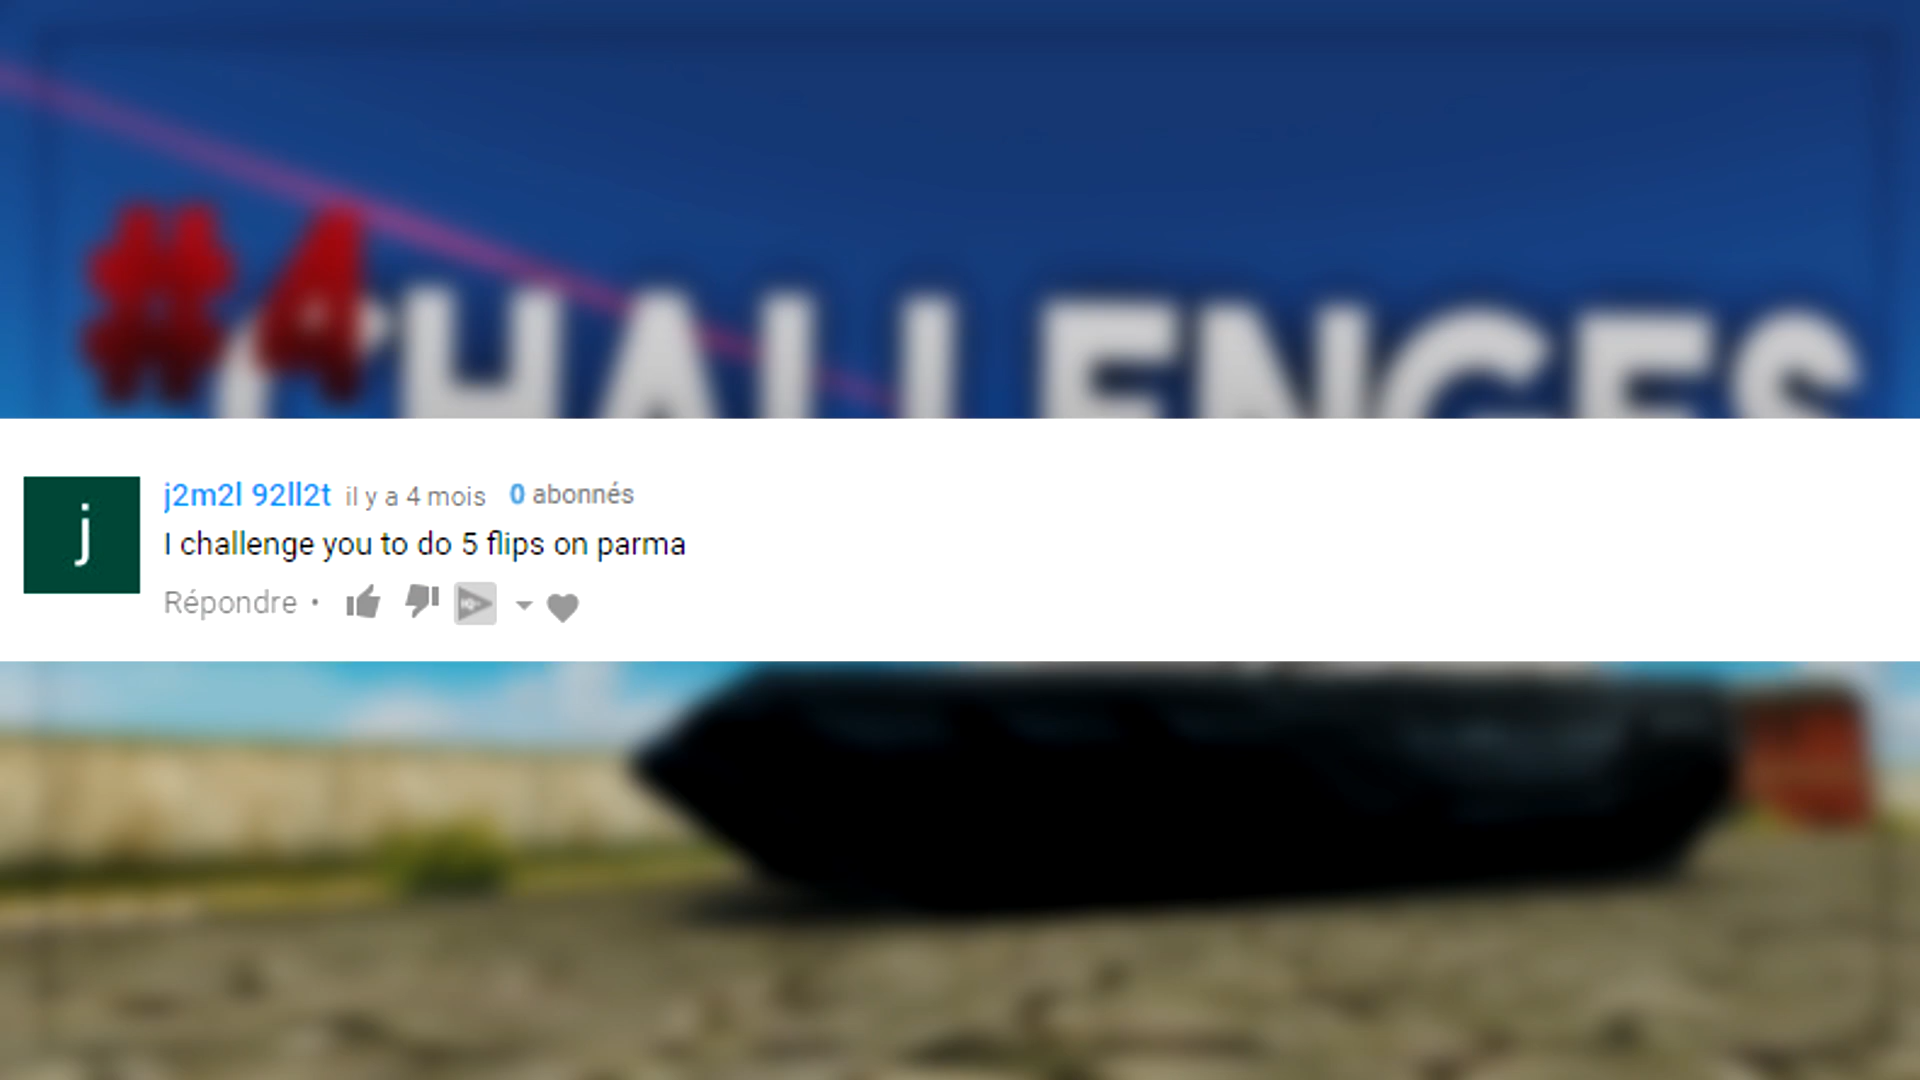 #4
CHALLENGES
j
j2m2l 92ll2t il y a 4 mois 0 abonnés
I challenge you to do 5 flips on parma
Répondre •